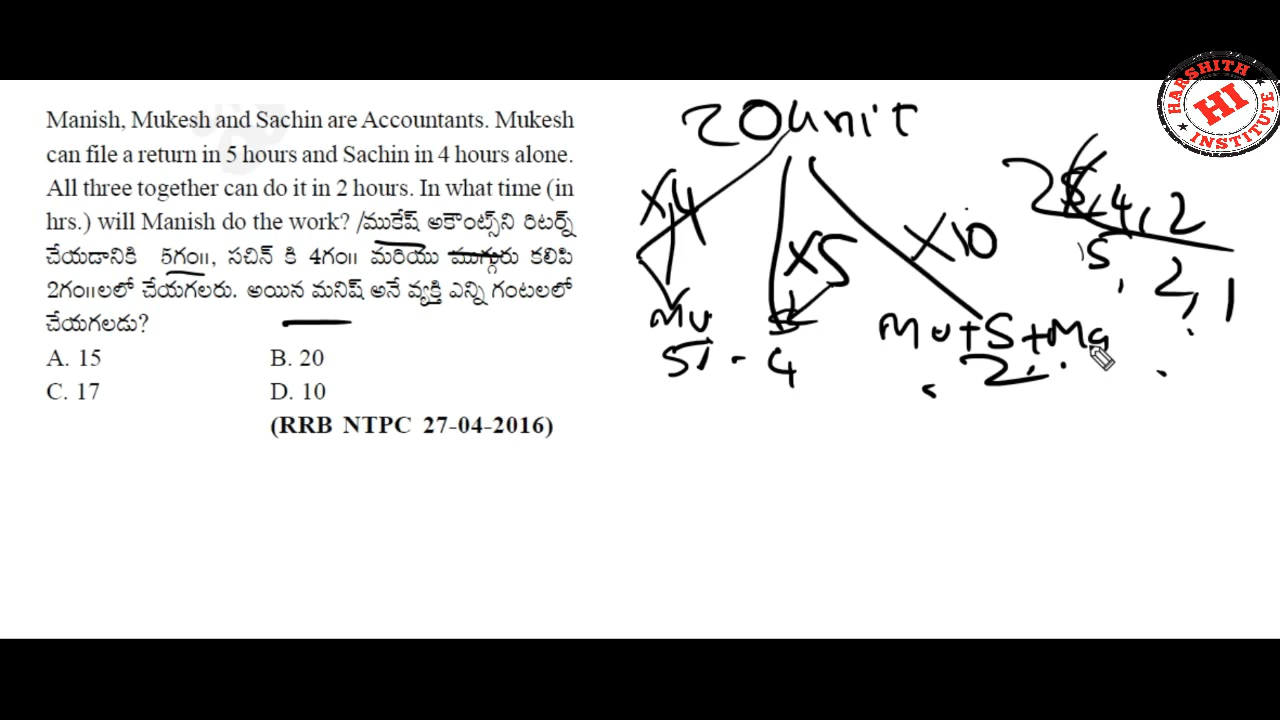 Manish, Mukesh and Sachin are Accountants. Mukesh
can file a return in 5 hours and Sachin in 4 hours alone.
All three together can do it in 2 hours. In what time (in
hrs.) will Manish do the work? /ముకేష్ అకౌంట్స్‌ని రిటర్న్
చేయడానికి 5గం॥, సచిన్ కి 4గం॥ మరియు ముగ్గురు కలిపి
2గం॥లలో చేయగలరు. అయిన మనిష్ అనే వ్యక్తి ఎన్ని గంటలలో
చేయగలడు?
A. 15 B. 20
C. 17 D. 10
(RRB NTPC 27-04-2016)
20 unit
x4 x5 x10
Mu S Mu+S+Ma
5 - 4 2
2 5, 4, 2
5, 2, 1
HARSHITH
HI
INSTITUTE